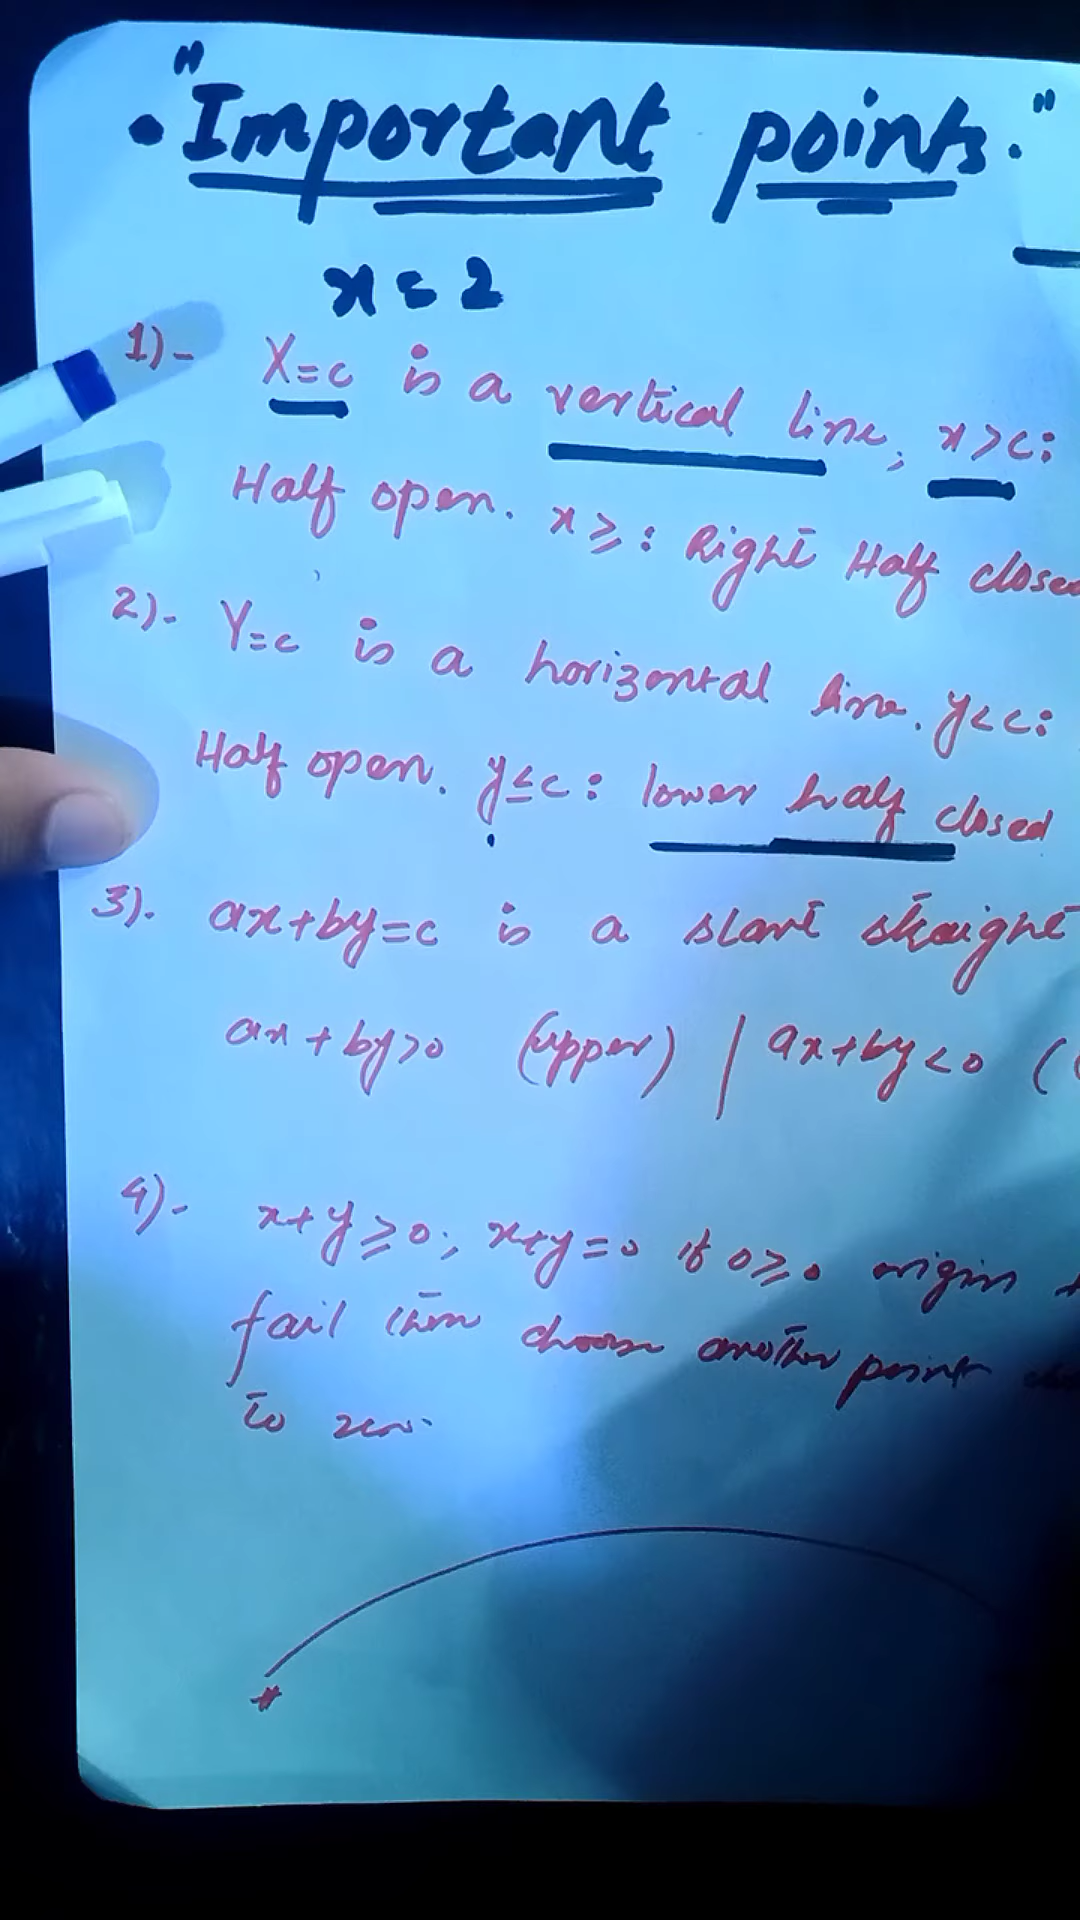 "Important points."
x = 2
1)- X=c is a vertical line, x>c:
Half open. x≥: Right Half closed
2)- Y=c is a horizontal line. y<c:
Half open. y≤c: lower half closed
3). ax+by=c is a slant straight
ax+by>0 (upper) | ax+by<0 (
4)- x+y≥0; x+y=0 if 0≥0 origin
fail then choose another point
to zero.